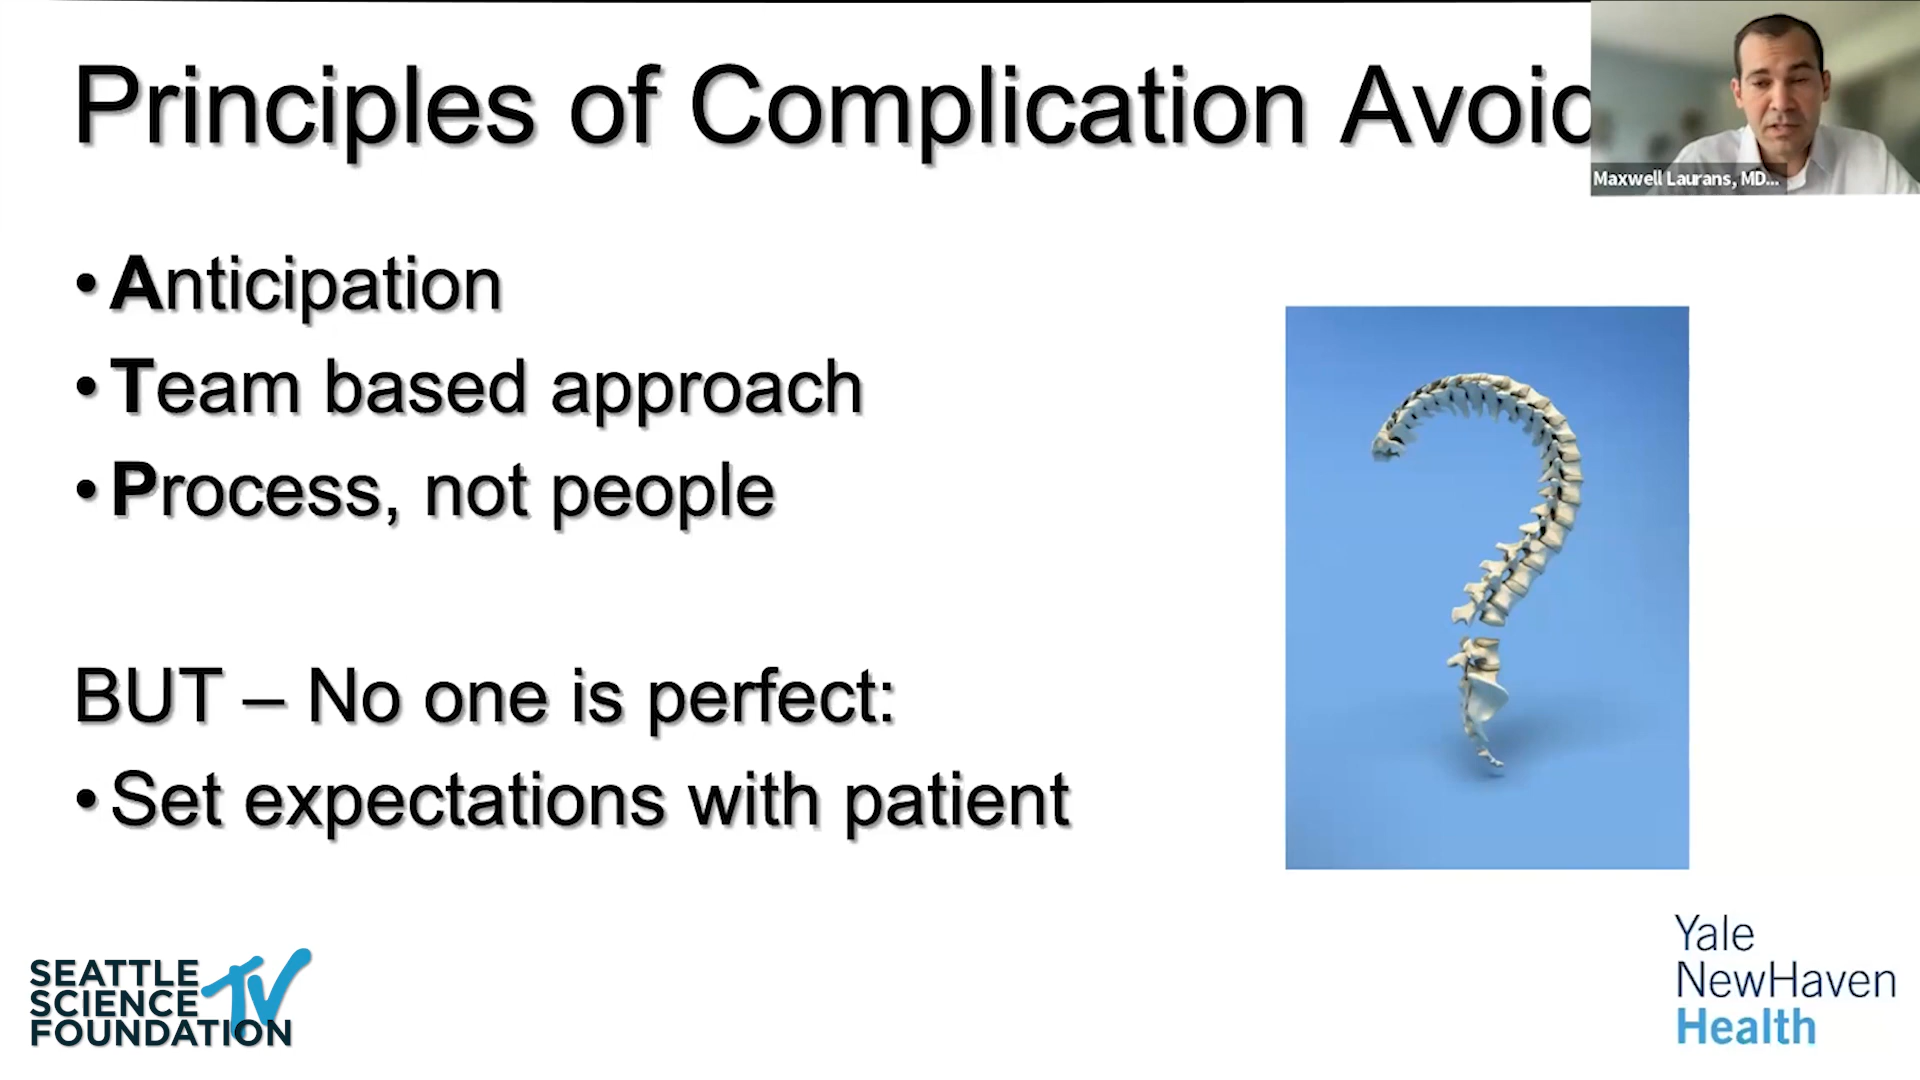 Principles of Complication Avoid
Maxwell Laurans, MD...
• Anticipation
• Team based approach
• Process, not people
BUT – No one is perfect:
• Set expectations with patient
SEATTLE
SCIENCE
FOUNDATION
TV
Yale
NewHaven
Health